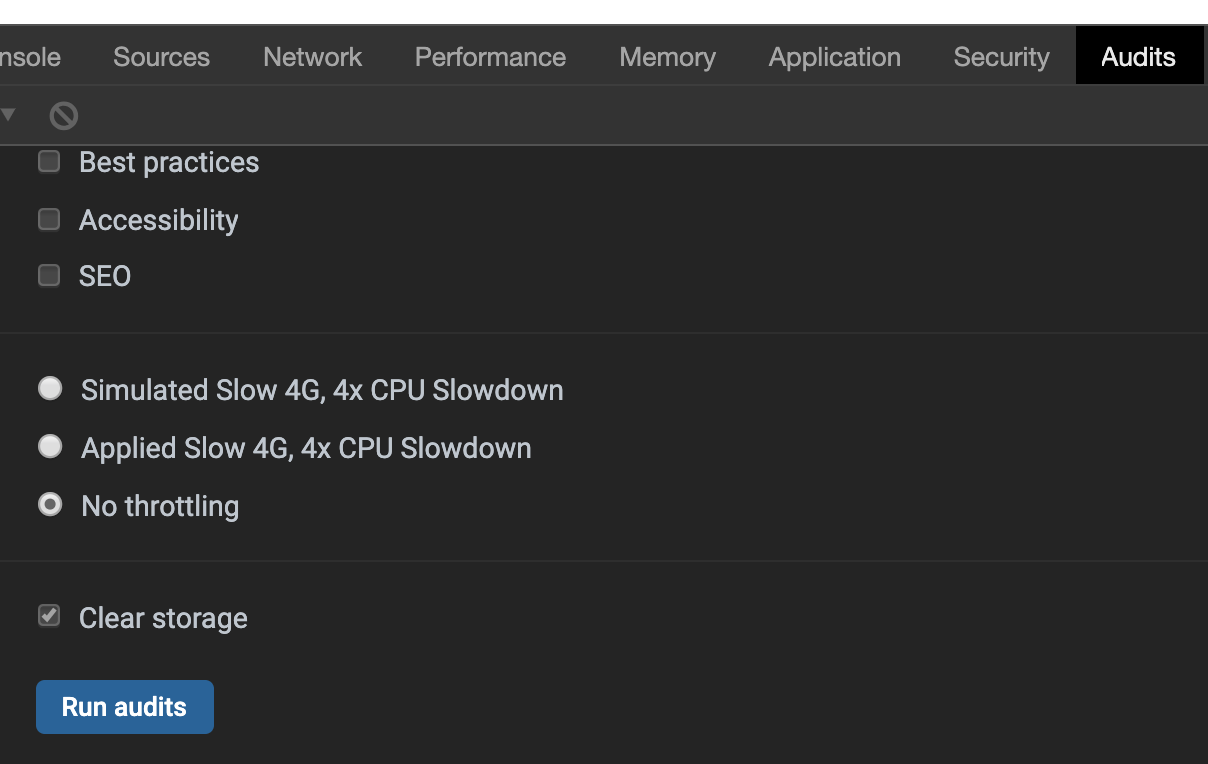 nsole Sources Network Performance Memory Application Security Audits
Best practices
Accessibility
SEO
Simulated Slow 4G, 4x CPU Slowdown
Applied Slow 4G, 4x CPU Slowdown
No throttling
Clear storage
Run audits